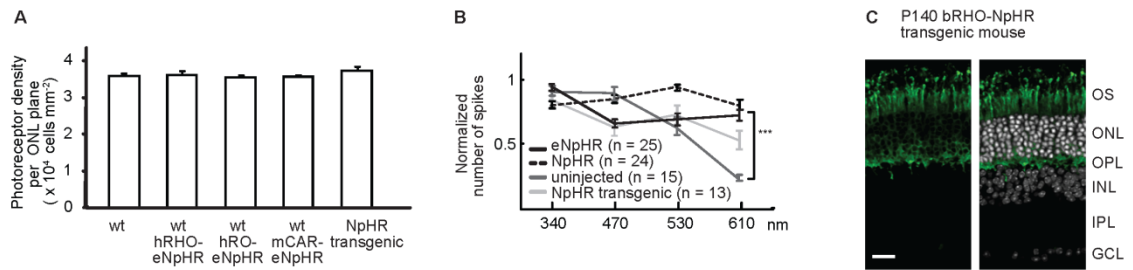 A
Photoreceptor density
per ONL plane
( x 10⁴ cells mm⁻²)
4
3
2
1
0
wt
wt
hRHO-
eNpHR
wt
hRO-
eNpHR
wt
mCAR-
eNpHR
NpHR
transgenic
B
Normalized
number of spikes
1
0.5
eNpHR (n = 25)
NpHR (n = 24)
uninjected (n = 15)
NpHR transgenic (n = 13)
***
340 470 530 610 nm
C P140 bRHO-NpHR
transgenic mouse
OS
ONL
OPL
INL
IPL
GCL